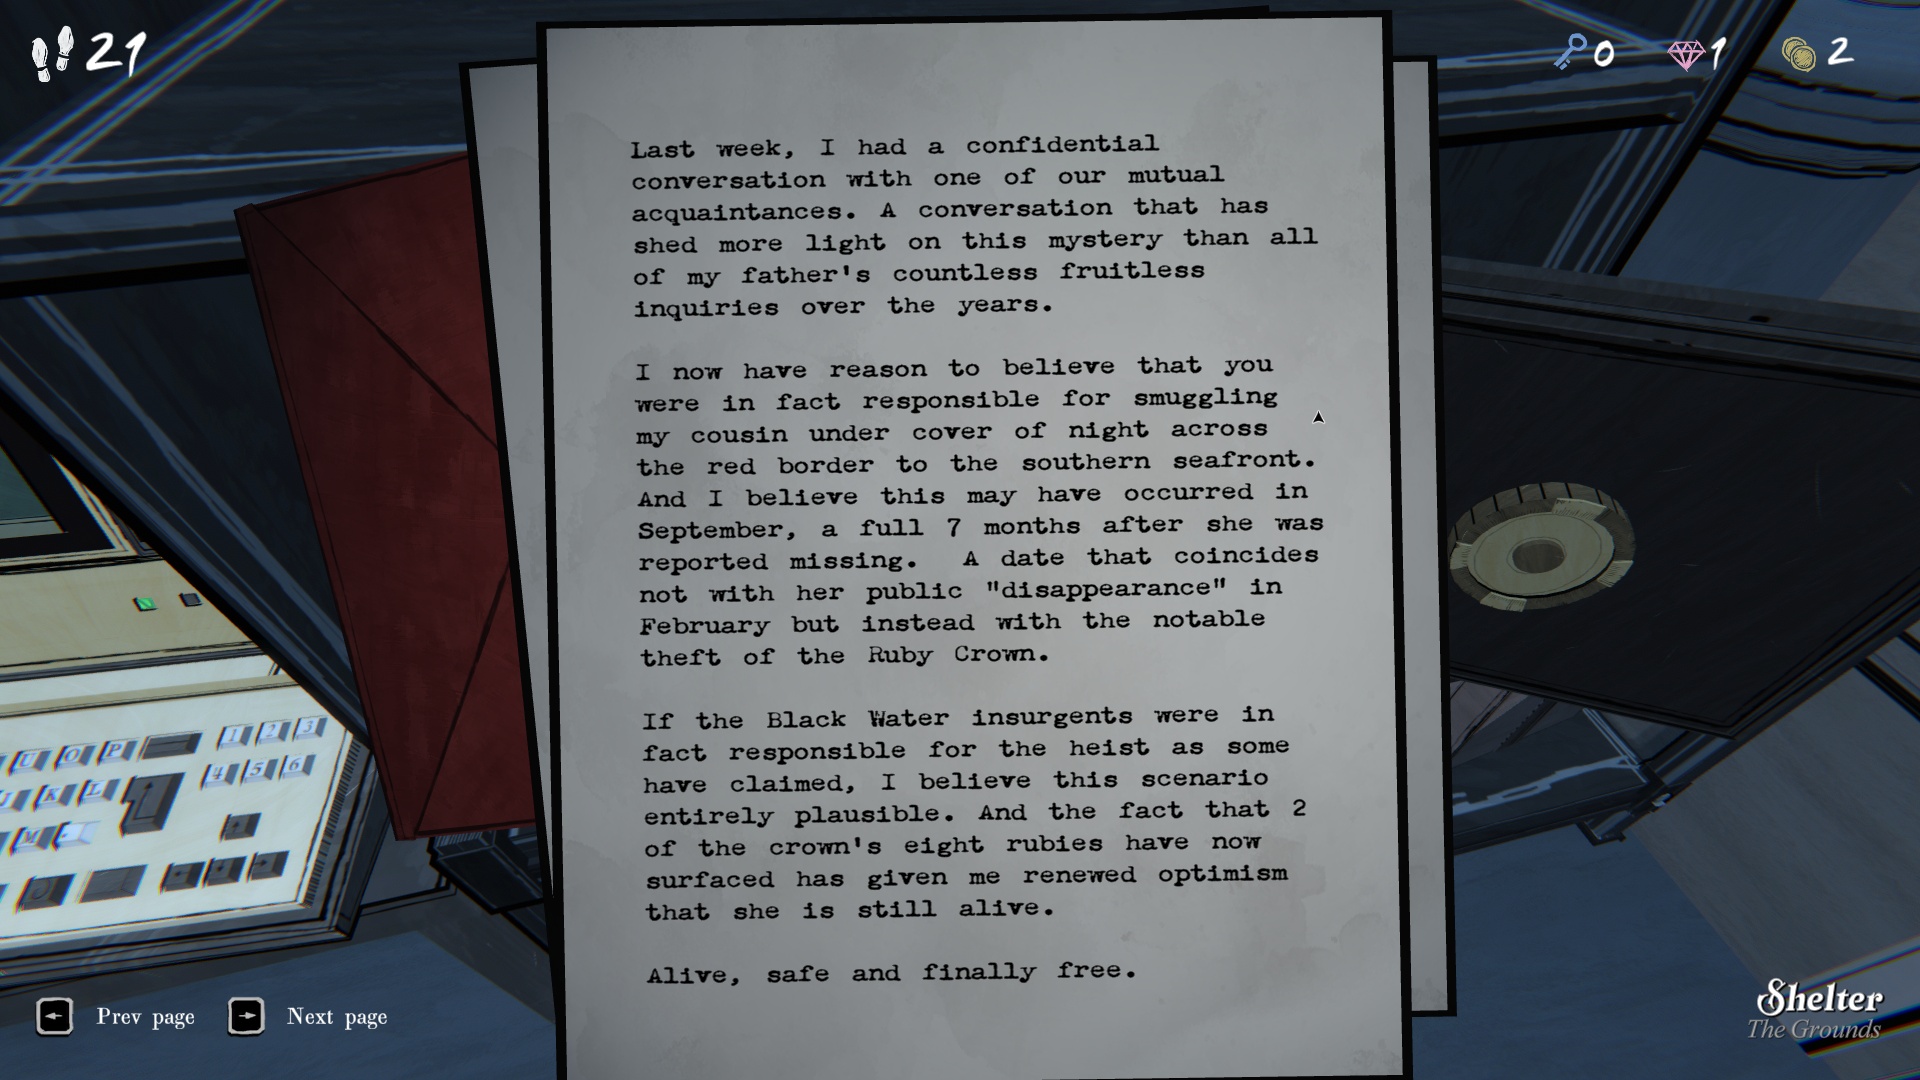 21
0
1
2
Last week, I had a confidential
conversation with one of our mutual
acquaintances. A conversation that has
shed more light on this mystery than all
of my father's countless fruitless
inquiries over the years.
I now have reason to believe that you
were in fact responsible for smuggling
my cousin under cover of night across
the red border to the southern seafront.
And I believe this may have occurred in
September, a full 7 months after she was
reported missing.  A date that coincides
not with her public "disappearance" in
February but instead with the notable
theft of the Ruby Crown.
If the Black Water insurgents were in
fact responsible for the heist as some
have claimed, I believe this scenario
entirely plausible. And the fact that 2
of the crown's eight rubies have now
surfaced has given me renewed optimism
that she is still alive.
Alive, safe and finally free.
U O P 1 2 3
J K L 4 5 6
M
Prev page
Next page
Shelter
The Grounds